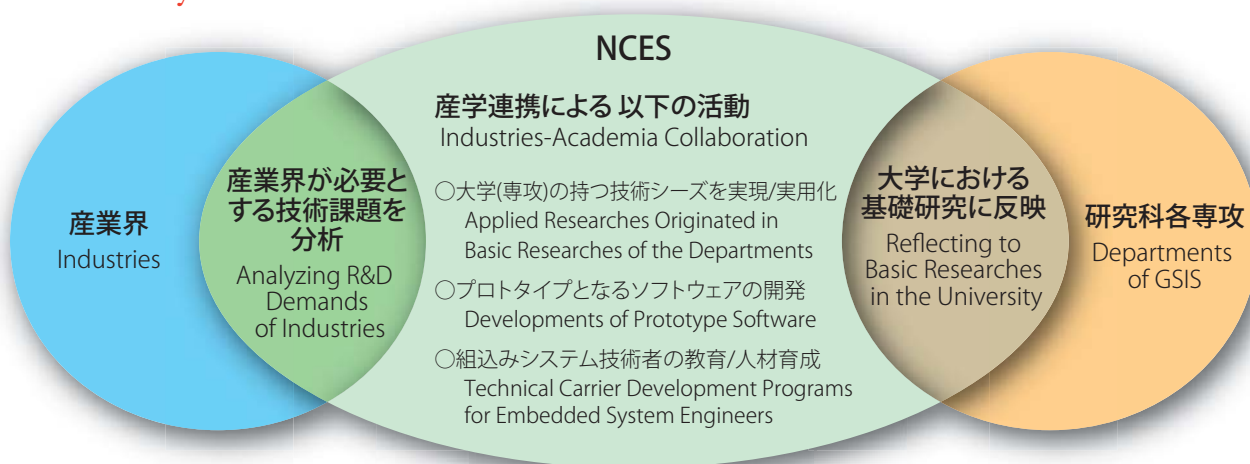 NCES
産学連携による 以下の活動
Industries-Academia Collaboration
○大学(専攻)の持つ技術シーズを実現/実用化
Applied Researches Originated in
Basic Researches of the Departments
○プロトタイプとなるソフトウェアの開発
Developments of Prototype Software
○組込みシステム技術者の教育/人材育成
Technical Carrier Development Programs
for Embedded System Engineers
産業界
Industries
産業界が必要と
する技術課題を
分析
Analyzing R&D
Demands
of Industries
大学における
基礎研究に反映
Reflecting to
Basic Researches
in the University
研究科各専攻
Departments
of GSIS